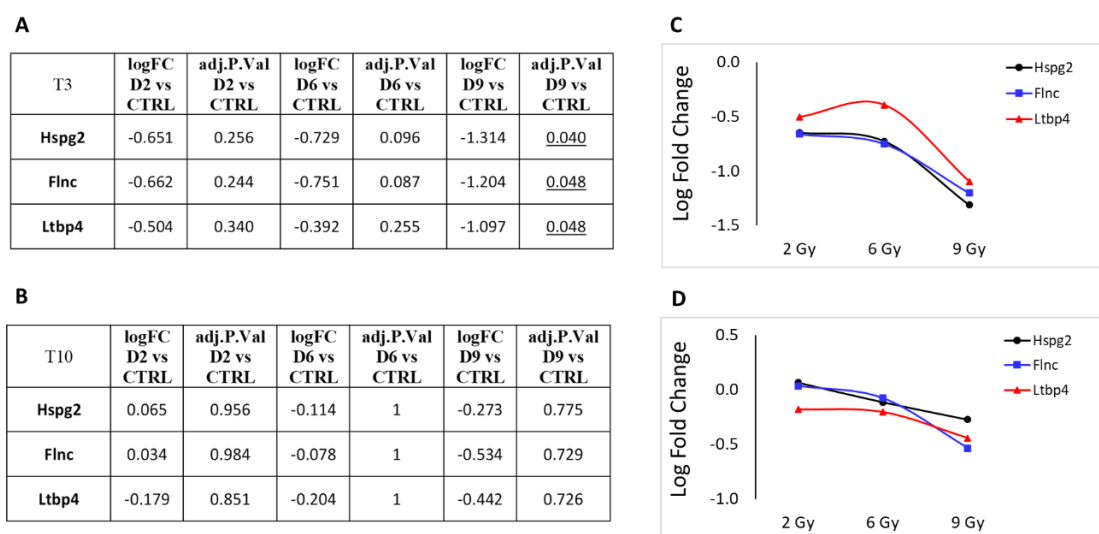 A
T3 logFC D2 vs CTRL adj.P.Val D2 vs CTRL logFC D6 vs CTRL adj.P.Val D6 vs CTRL logFC D9 vs CTRL adj.P.Val D9 vs CTRL
Hspg2 -0.651 0.256 -0.729 0.096 -1.314 0.040
Flnc -0.662 0.244 -0.751 0.087 -1.204 0.048
Ltbp4 -0.504 0.340 -0.392 0.255 -1.097 0.048
B
T10 logFC D2 vs CTRL adj.P.Val D2 vs CTRL logFC D6 vs CTRL adj.P.Val D6 vs CTRL logFC D9 vs CTRL adj.P.Val D9 vs CTRL
Hspg2 0.065 0.956 -0.114 1 -0.273 0.775
Flnc 0.034 0.984 -0.078 1 -0.534 0.729
Ltbp4 -0.179 0.851 -0.204 1 -0.442 0.726
C
Log Fold Change
0.0
-0.5
-1.0
-1.5
2 Gy 6 Gy 9 Gy
Hspg2
Flnc
Ltbp4
D
Log Fold Change
0.5
0.0
-0.5
-1.0
2 Gy 6 Gy 9 Gy
Hspg2
Flnc
Ltbp4